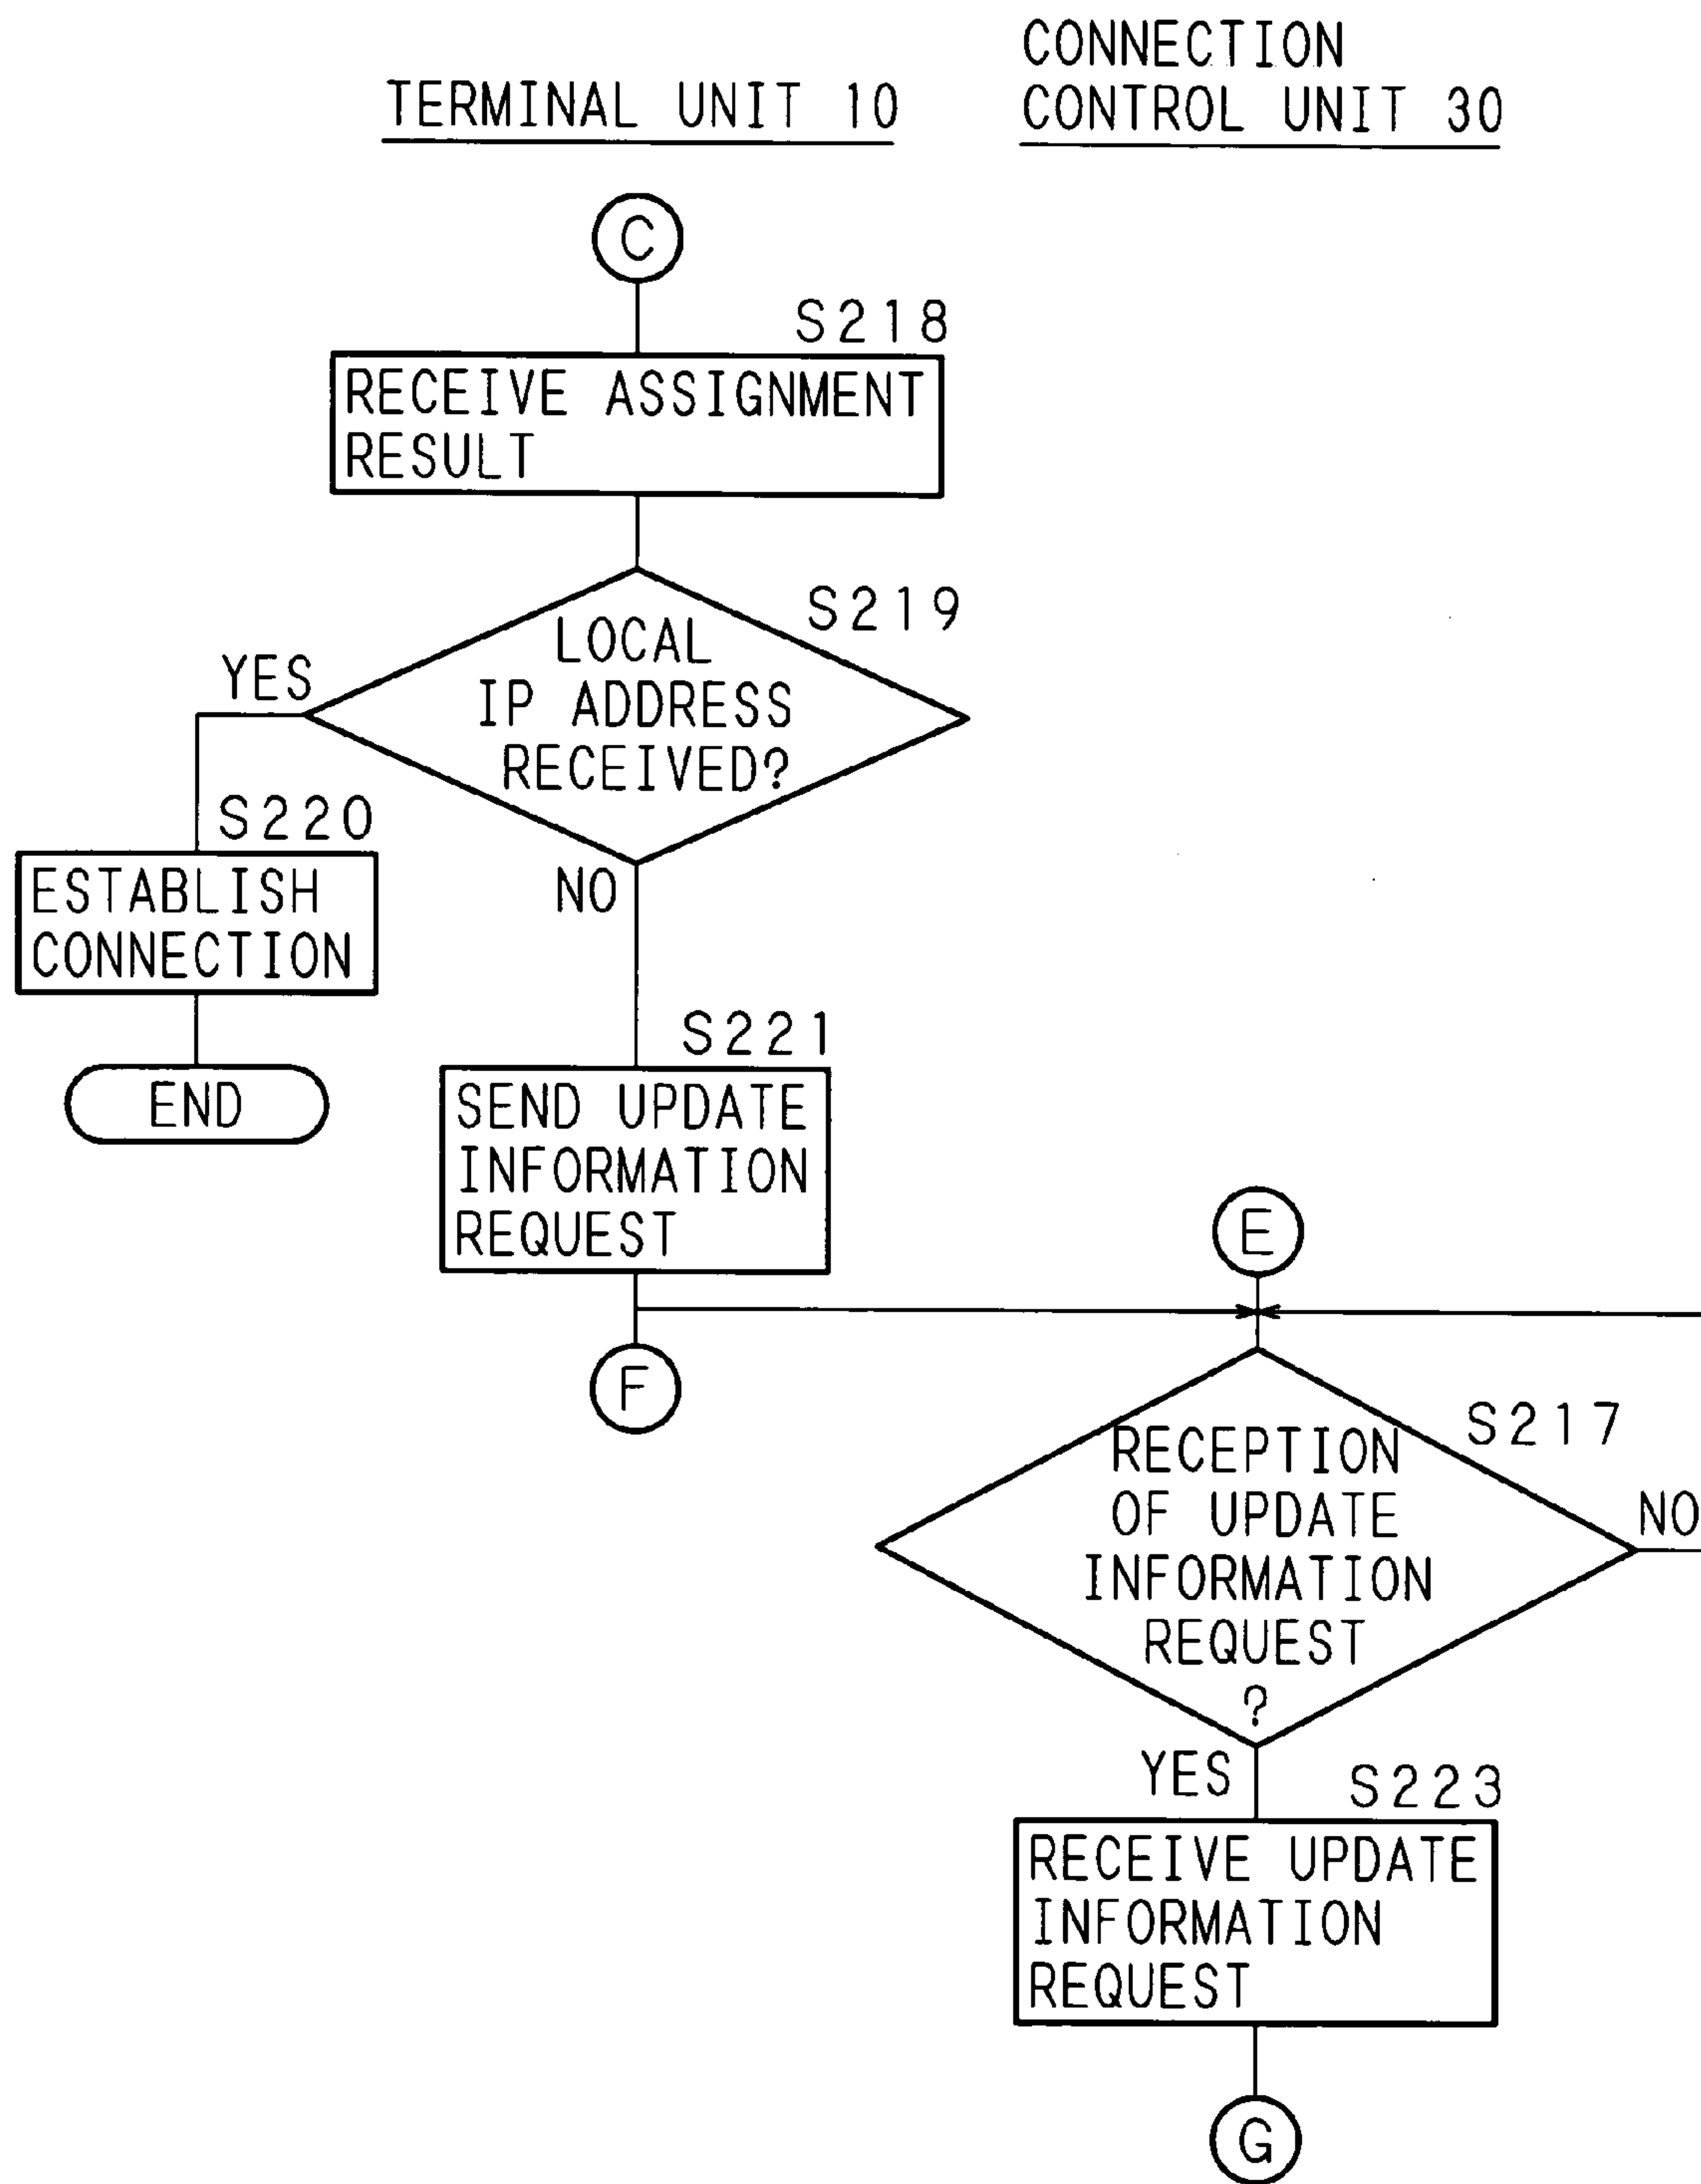 TERMINAL UNIT 10
CONNECTION
CONTROL UNIT 30
C
S218
RECEIVE ASSIGNMENT
RESULT
S219
LOCAL
IP ADDRESS
RECEIVED?
YES
NO
S220
ESTABLISH
CONNECTION
END
S221
SEND UPDATE
INFORMATION
REQUEST
F
E
S217
RECEPTION
OF UPDATE
INFORMATION
REQUEST
?
NO
YES
S223
RECEIVE UPDATE
INFORMATION
REQUEST
G